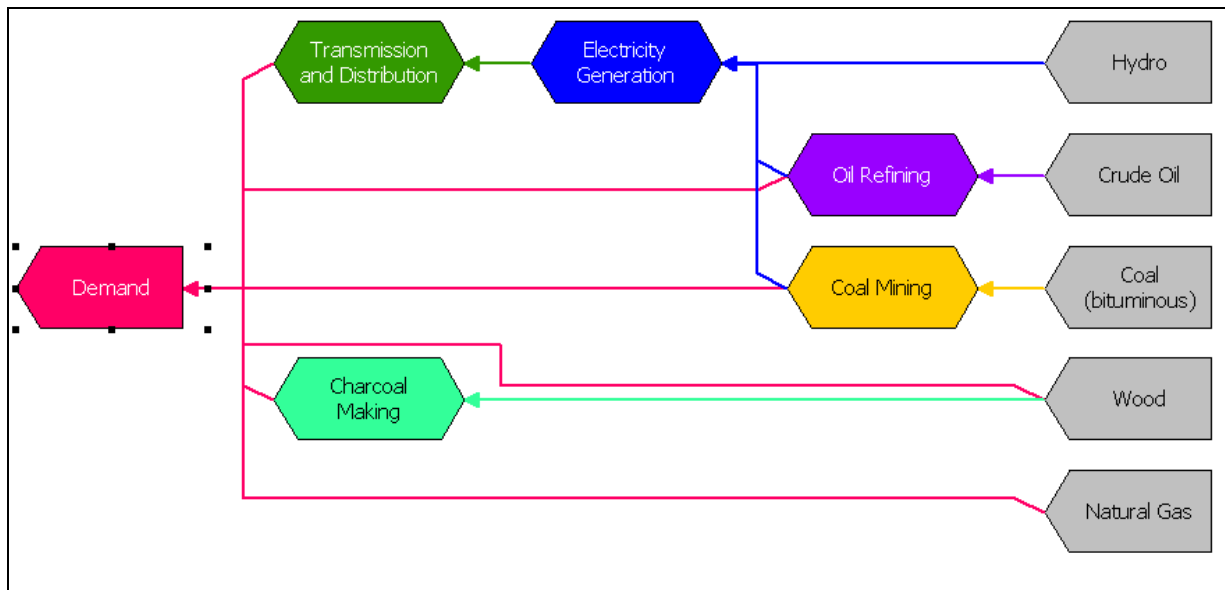 Transmission
and Distribution
Electricity
Generation
Hydro
Oil Refining
Crude Oil
Demand
Coal Mining
Coal
(bituminous)
Charcoal
Making
Wood
Natural Gas